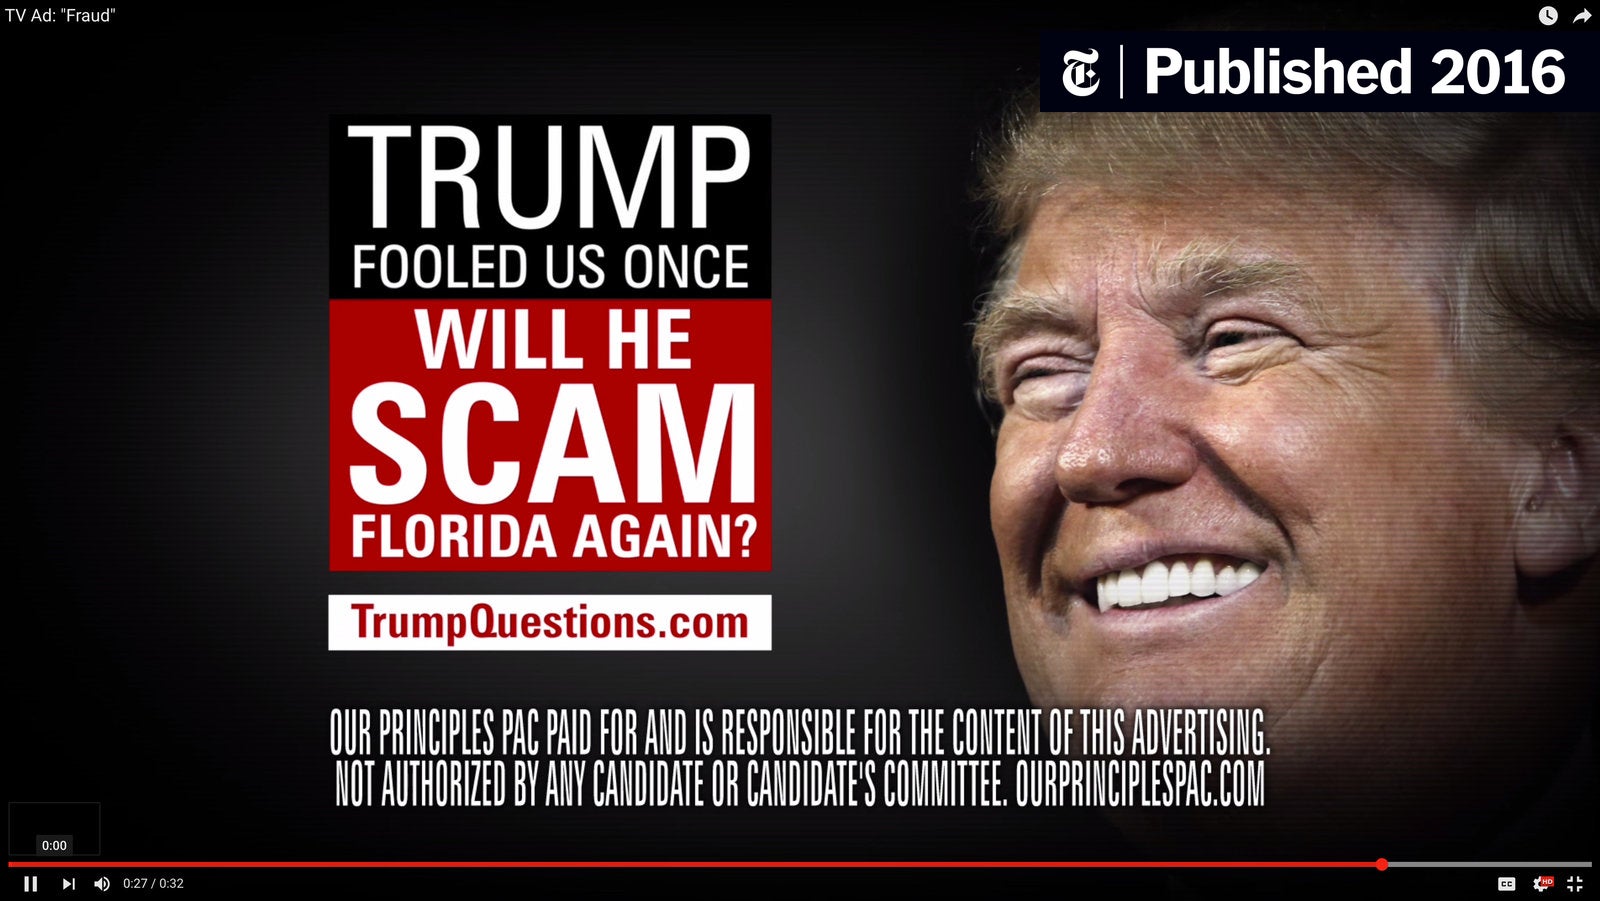 TV Ad: "Fraud"
T | Published 2016
TRUMP
FOOLED US ONCE
WILL HE
SCAM
FLORIDA AGAIN?
TrumpQuestions.com
OUR PRINCIPLES PAC PAID FOR AND IS RESPONSIBLE FOR THE CONTENT OF THIS ADVERTISING.
NOT AUTHORIZED BY ANY CANDIDATE OR CANDIDATE'S COMMITTEE. OURPRINCIPLESPAC.COM
0:00
0:27 / 0:32
CC
HD